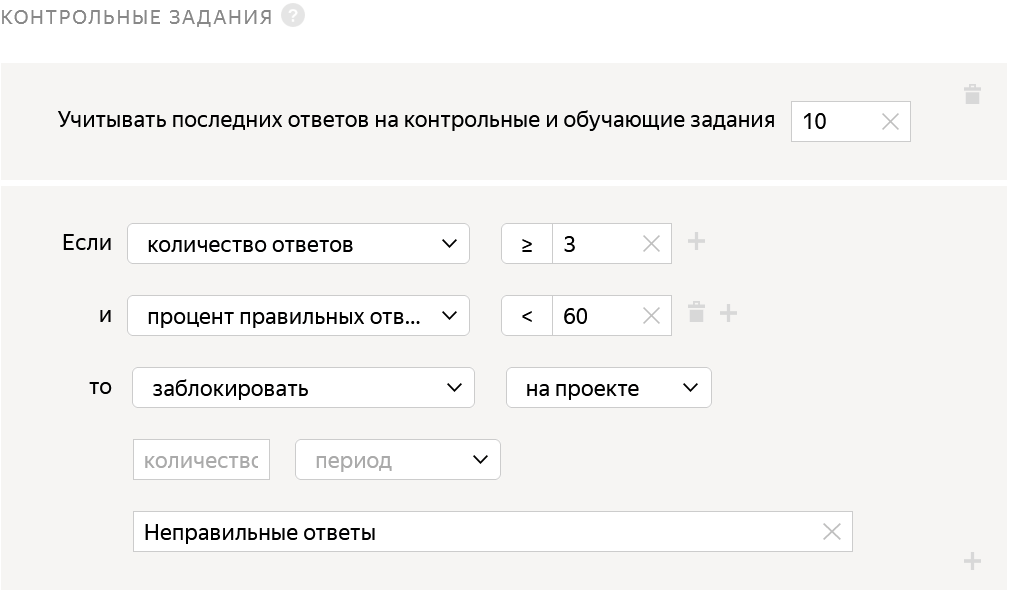 КОНТРОЛЬНЫЕ ЗАДАНИЯ ?
Учитывать последних ответов на контрольные и обучающие задания 10
Если количество ответов ≥ 3
и процент правильных отв... < 60
то заблокировать на проекте
количество период
Неправильные ответы